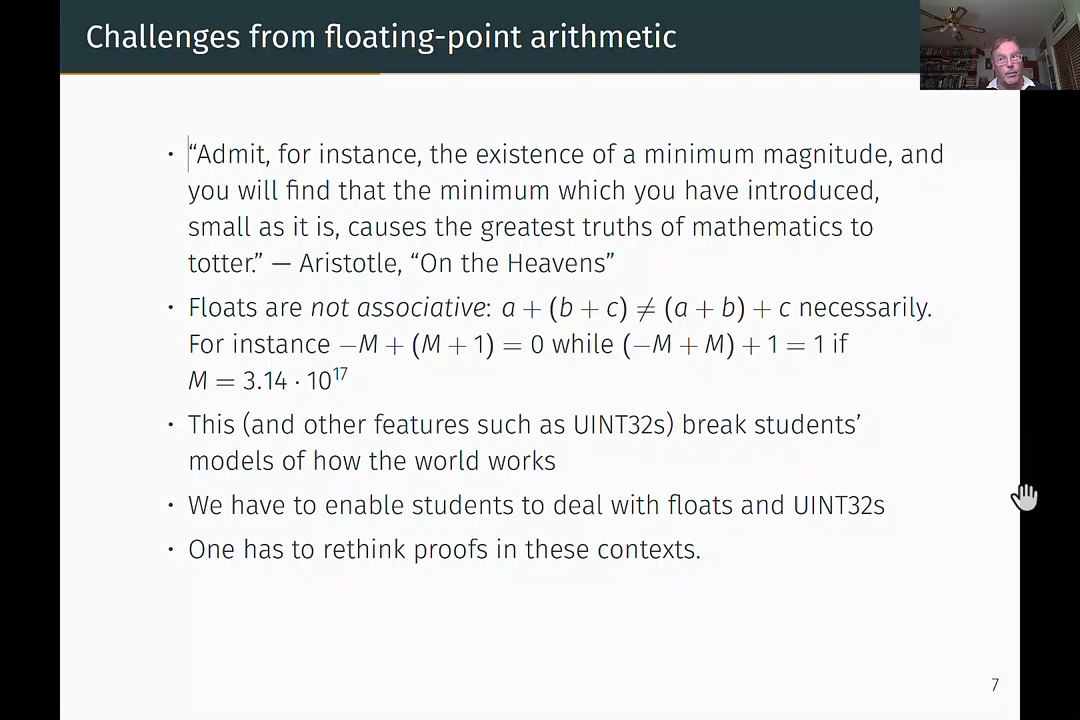 Challenges from floating-point arithmetic
• “Admit, for instance, the existence of a minimum magnitude, and
you will find that the minimum which you have introduced,
small as it is, causes the greatest truths of mathematics to
totter.” — Aristotle, “On the Heavens”
• Floats are not associative: a + (b + c) ≠ (a + b) + c necessarily.
For instance −M + (M + 1) = 0 while (−M + M) + 1 = 1 if
M = 3.14 · 10¹⁷
• This (and other features such as UINT32s) break students’
models of how the world works
• We have to enable students to deal with floats and UINT32s
• One has to rethink proofs in these contexts.
7